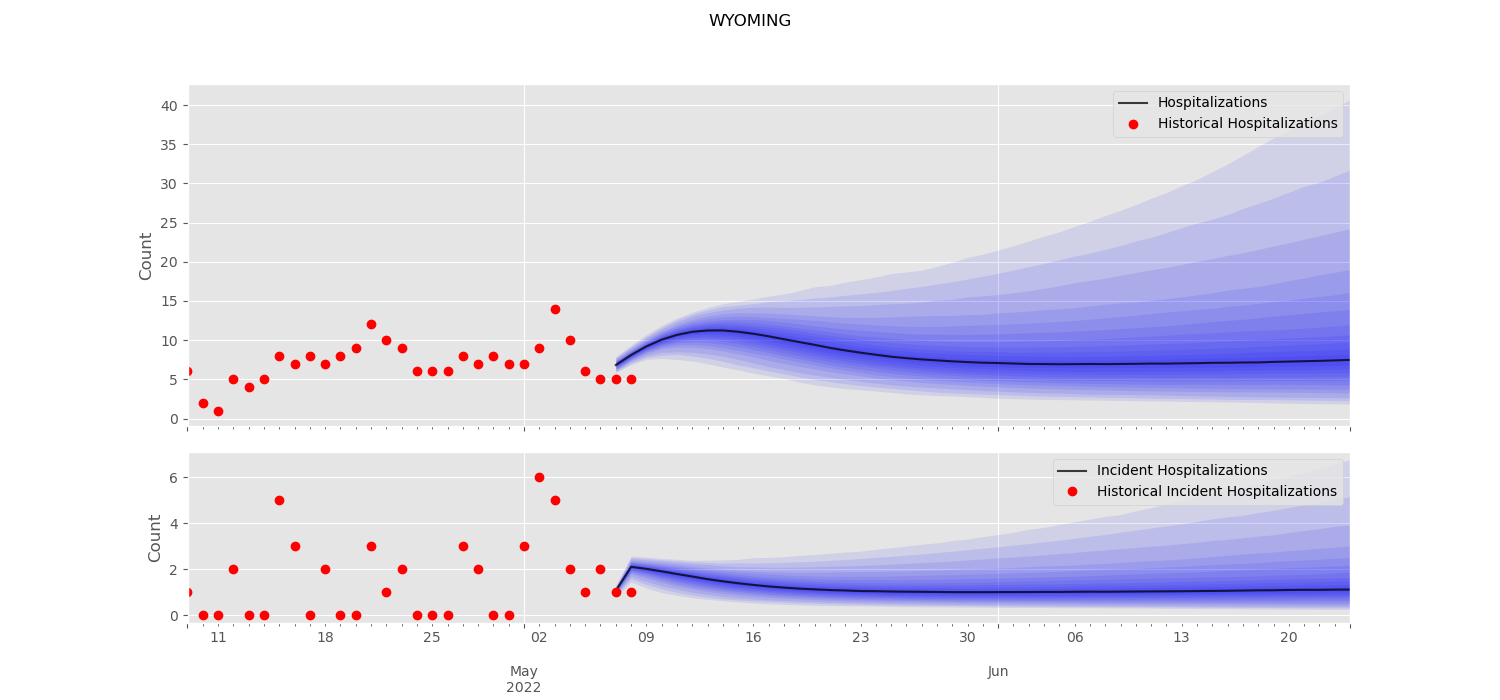 WYOMING
40
35
30
25
20
15
10
5
0
Count
Hospitalizations
Historical Hospitalizations
6
4
2
0
Count
Incident Hospitalizations
Historical Incident Hospitalizations
11 18 25 02 09 16 23 30 06 13 20
May Jun
2022